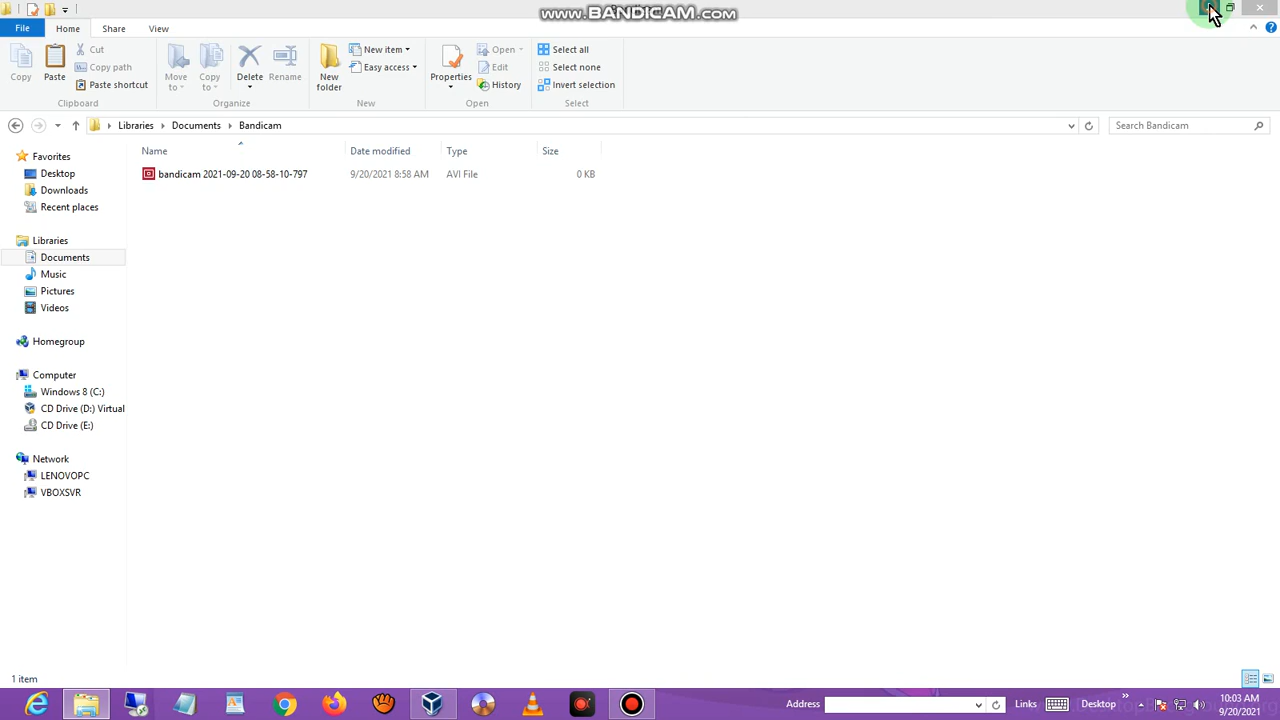 www.BANDICAM.com
File Home Share View
Copy
Paste
Cut
Copy path
Paste shortcut
Clipboard
Move to
Copy to
Delete
Rename
Organize
New folder
New item
Easy access
New
Properties
Open
Edit
History
Open
Select all
Select none
Invert selection
Select
Libraries Documents Bandicam
Search Bandicam
Name Date modified Type Size
bandicam 2021-09-20 08-58-10-797 9/20/2021 8:58 AM AVI File 0 KB
Favorites
Desktop
Downloads
Recent places
Libraries
Documents
Music
Pictures
Videos
Homegroup
Computer
Windows 8 (C:)
CD Drive (D:) Virtual
CD Drive (E:)
Network
LENOVOPC
VBOXSVR
1 item
Address
Links
Desktop
10:03 AM
9/20/2021